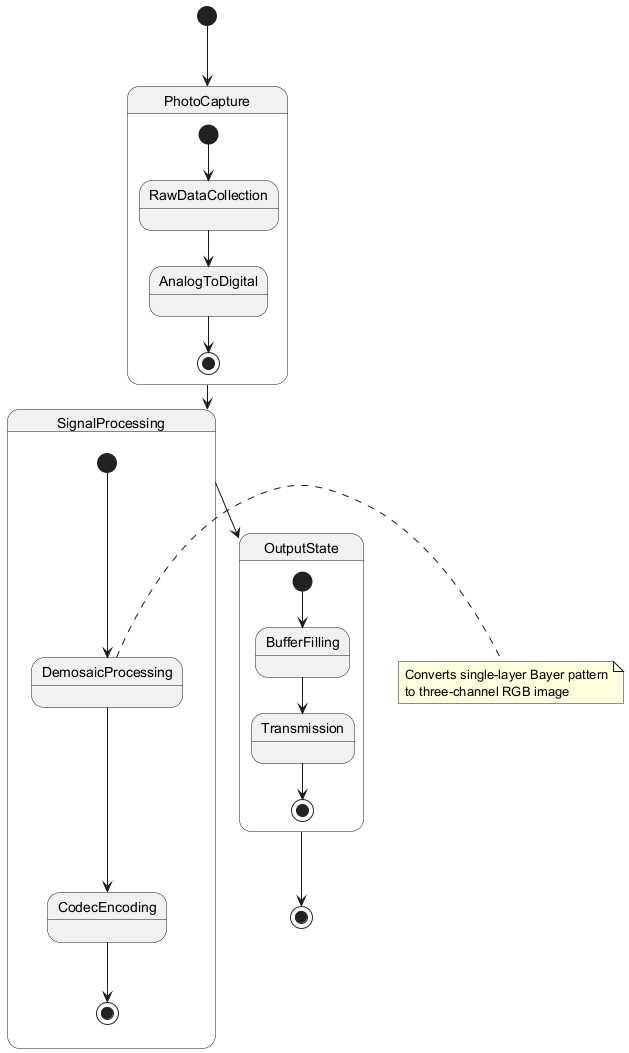 PhotoCapture
RawDataCollection
AnalogToDigital
SignalProcessing
OutputState
BufferFilling
DemosaicProcessing
Converts single-layer Bayer pattern
to three-channel RGB image
Transmission
CodecEncoding